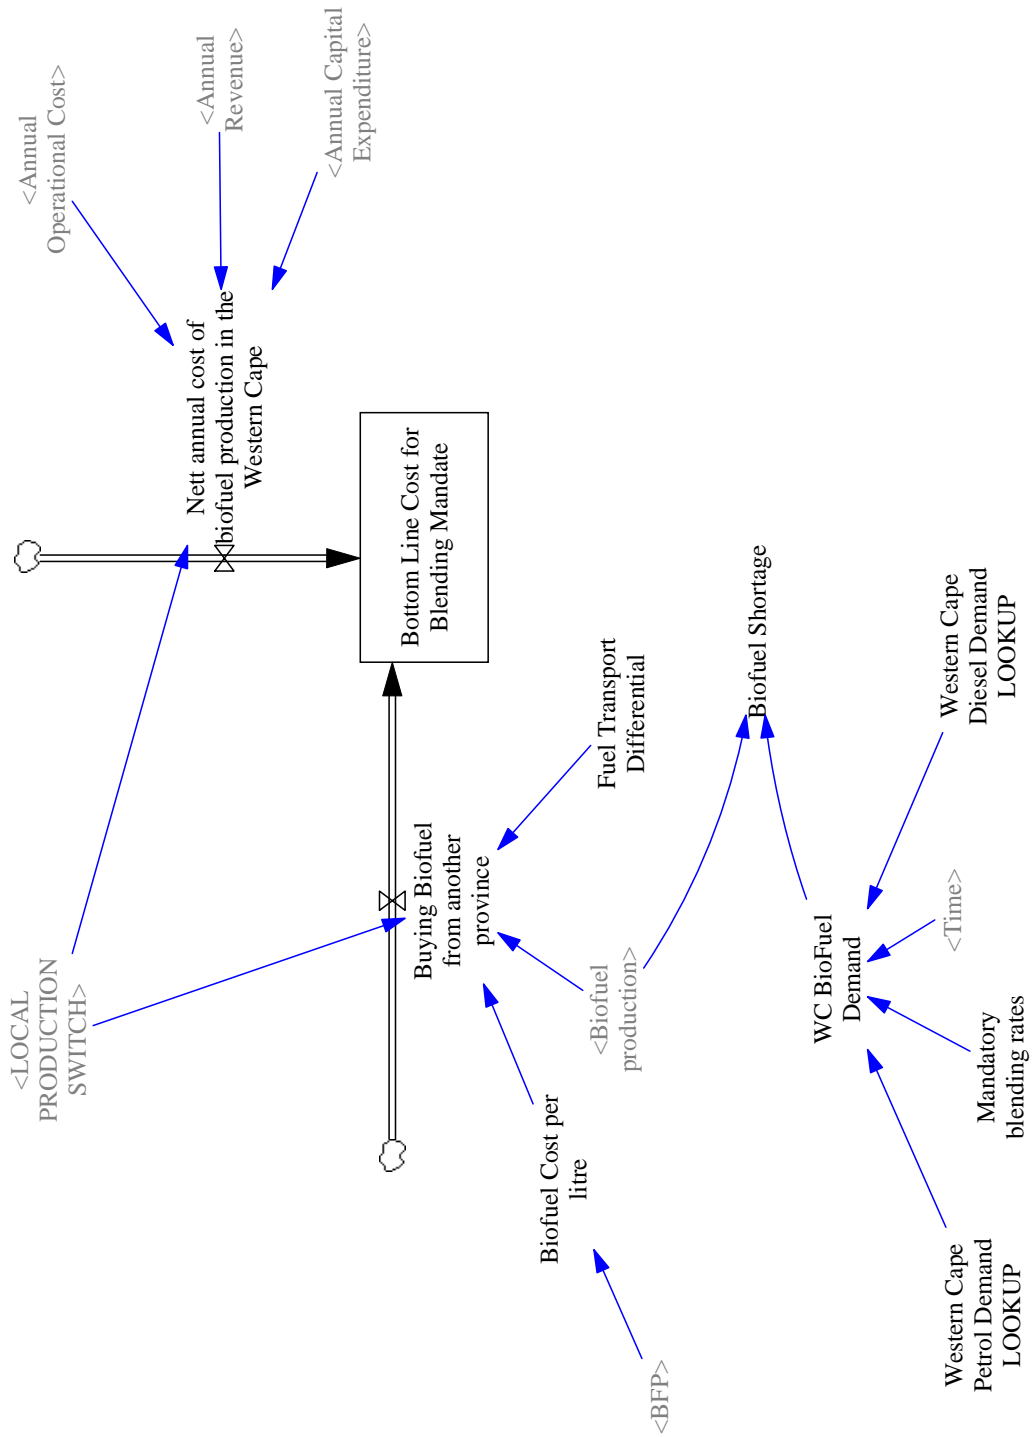 <LOCAL
PRODUCTION
SWITCH>
<Annual
Operational Cost>
Nett annual cost of
biofuel production in the
Western Cape
<Annual
Revenue>
<Annual Capital
Expenditure>
Bottom Line Cost for
Blending Mandate
Buying Biofuel
from another
province
Biofuel Cost per
litre
<BFP>
<Biofuel
production>
Fuel Transport
Differential
Biofuel Shortage
WC BioFuel
Demand
Western Cape
Petrol Demand
LOOKUP
Mandatory
blending rates
<Time>
Western Cape
Diesel Demand
LOOKUP